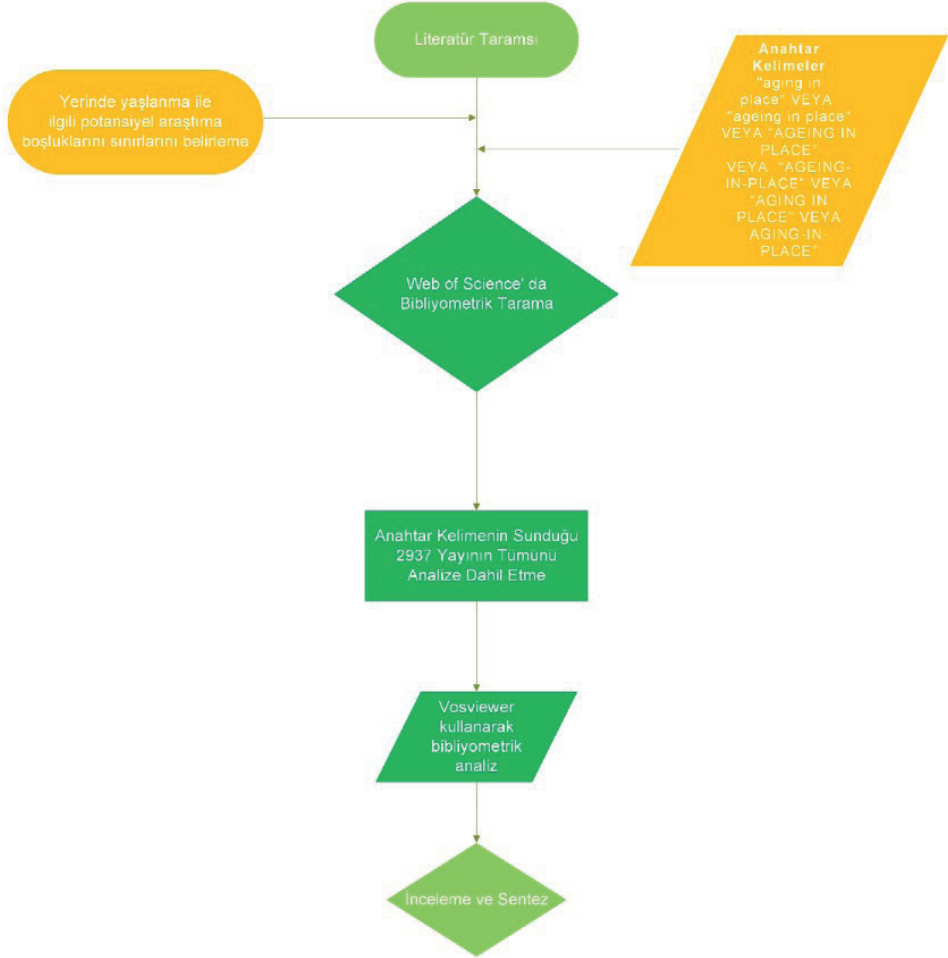 Literatür Taramsı
Yerinde yaşlanma ile
ilgili potansiyel araştıma
boşluklarını sınırlarını belirleme
Anahtar
Kelimeler
"aging in
place" VEYA
"ageing in place"
VEYA "AGEING IN
PLACE"
VEYA "AGEING-
IN-PLACE" VEYA
"AGING IN
PLACE" VEYA
AGING-IN-
PLACE"
Web of Science' da
Bibliyometrik Tarama
Anahtar Kelimenin Sunduğu
2937 Yayının Tümünü
Analize Dahil Etme
Vosviewer
kullanarak
bibliyometrik
analiz
İnceleme ve Sentez